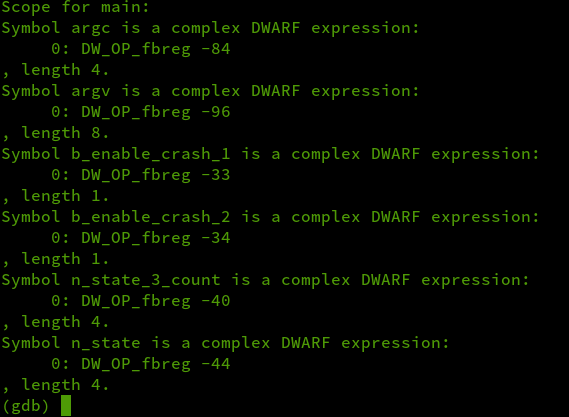 Scope for main:
Symbol argc is a complex DWARF expression:
     0: DW_OP_fbreg -84
, length 4.
Symbol argv is a complex DWARF expression:
     0: DW_OP_fbreg -96
, length 8.
Symbol b_enable_crash_1 is a complex DWARF expression:
     0: DW_OP_fbreg -33
, length 1.
Symbol b_enable_crash_2 is a complex DWARF expression:
     0: DW_OP_fbreg -34
, length 1.
Symbol n_state_3_count is a complex DWARF expression:
     0: DW_OP_fbreg -40
, length 4.
Symbol n_state is a complex DWARF expression:
     0: DW_OP_fbreg -44
, length 4.
(gdb)